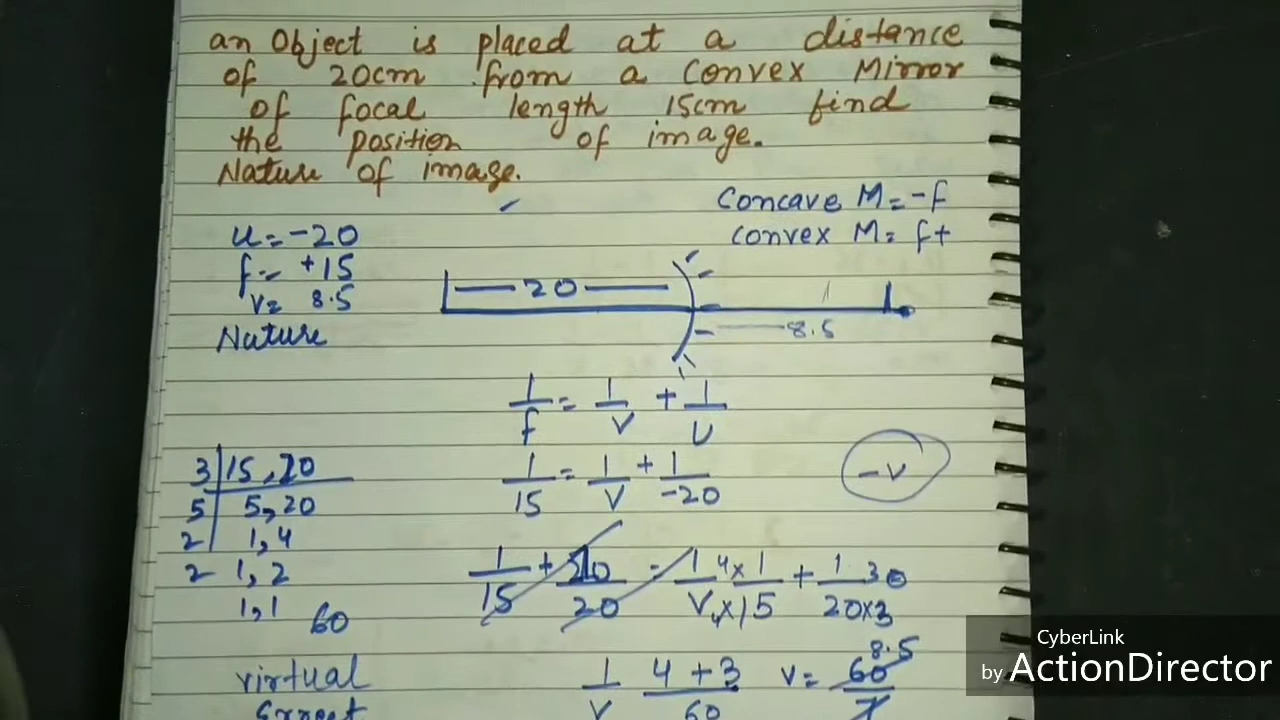 an object is placed at a distance
of 20cm from a convex Mirror
of focal length 15cm find
the position of image.
Nature of image.
Concave M = -f
convex M = f+
u = -20
f = +15
v = 8.5
Nature
20
8.5
1/f = 1/v + 1/u
3 | 15, 20
5 | 5, 20
2 | 1, 4
2 1, 2
1, 1 60
1/15 = 1/v + 1/-20
-v
4 + 3
60
v = 60/7 8.5
virtual
CyberLink
by ActionDirector